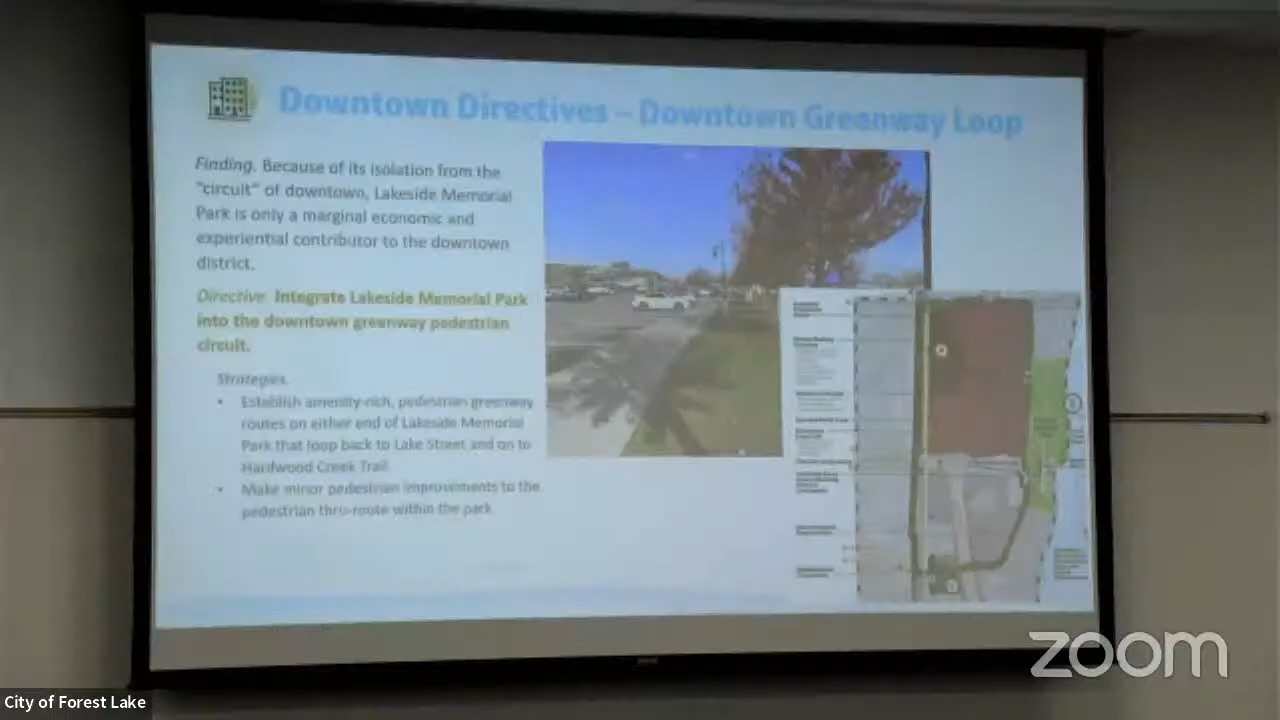 Downtown Directives – Downtown Greenway Loop
Finding. Because of its isolation from the
"circuit" of downtown, Lakeside Memorial
Park is only a marginal economic and
experiential contributor to the downtown
district.
Directive. Integrate Lakeside Memorial Park
into the downtown greenway pedestrian
circuit.
Strategies.
• Establish amenity-rich, pedestrian greenway
routes on either end of Lakeside Memorial
Park that loop back to Lake Street and on to
Hardwood Creek Trail
• Make minor pedestrian improvements to the
pedestrian thru-route within the park
zoom
City of Forest Lake